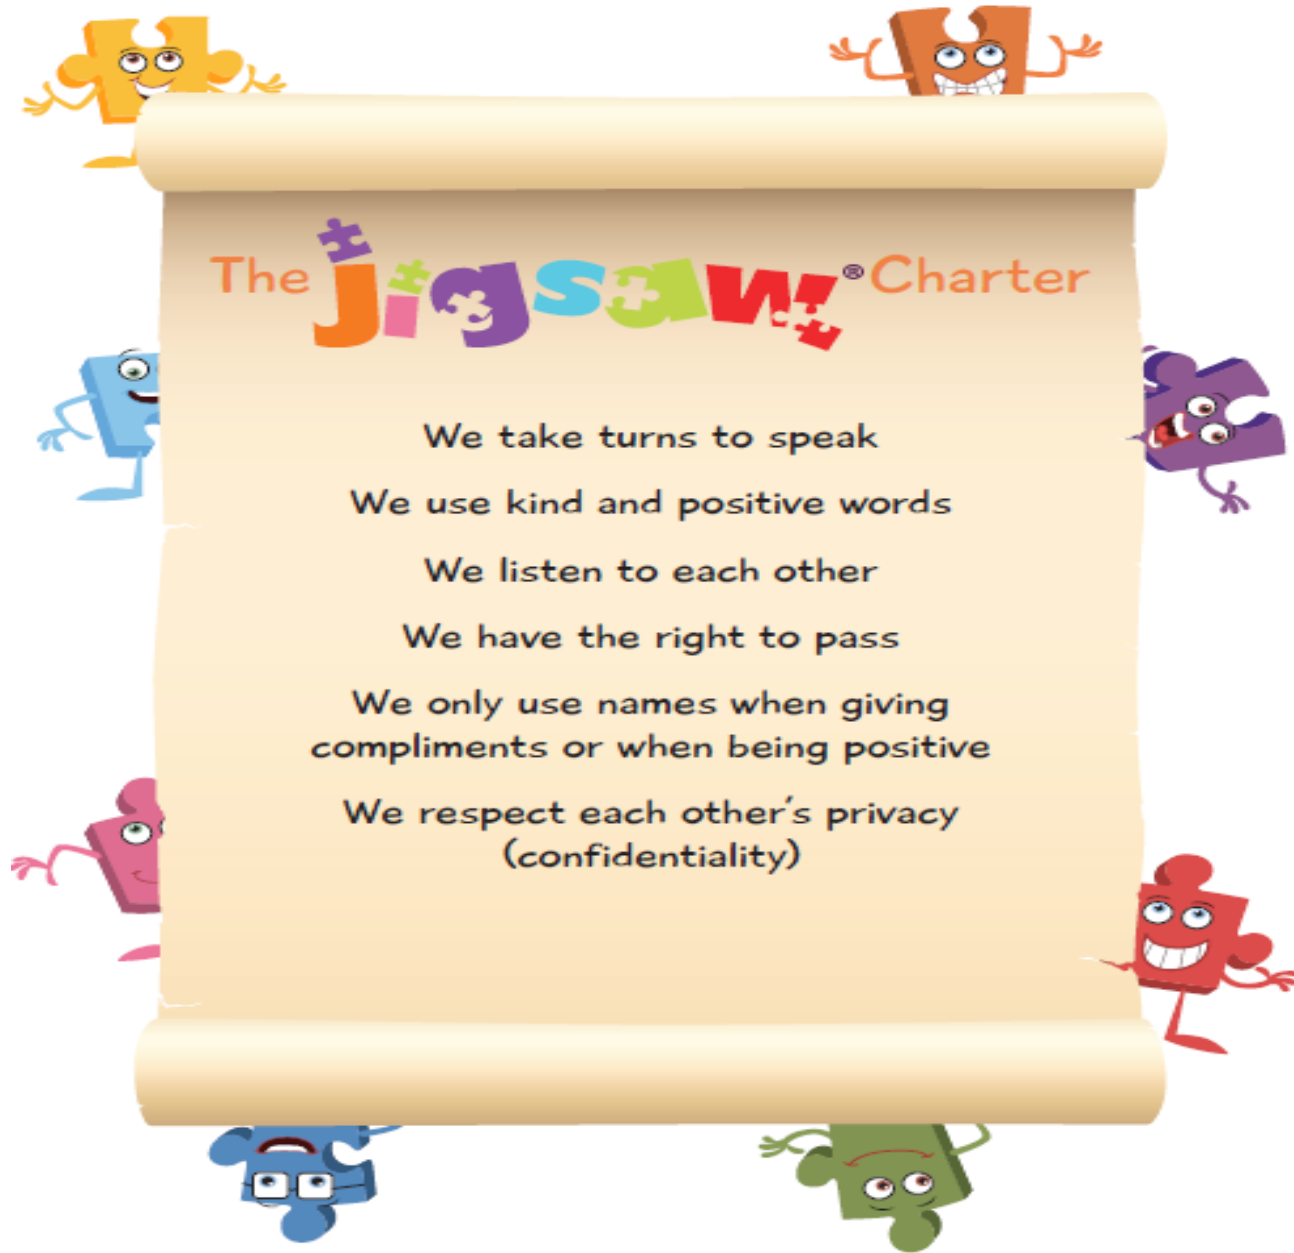 The jigsaw® Charter
We take turns to speak
We use kind and positive words
We listen to each other
We have the right to pass
We only use names when giving
compliments or when being positive
We respect each other's privacy
(confidentiality)